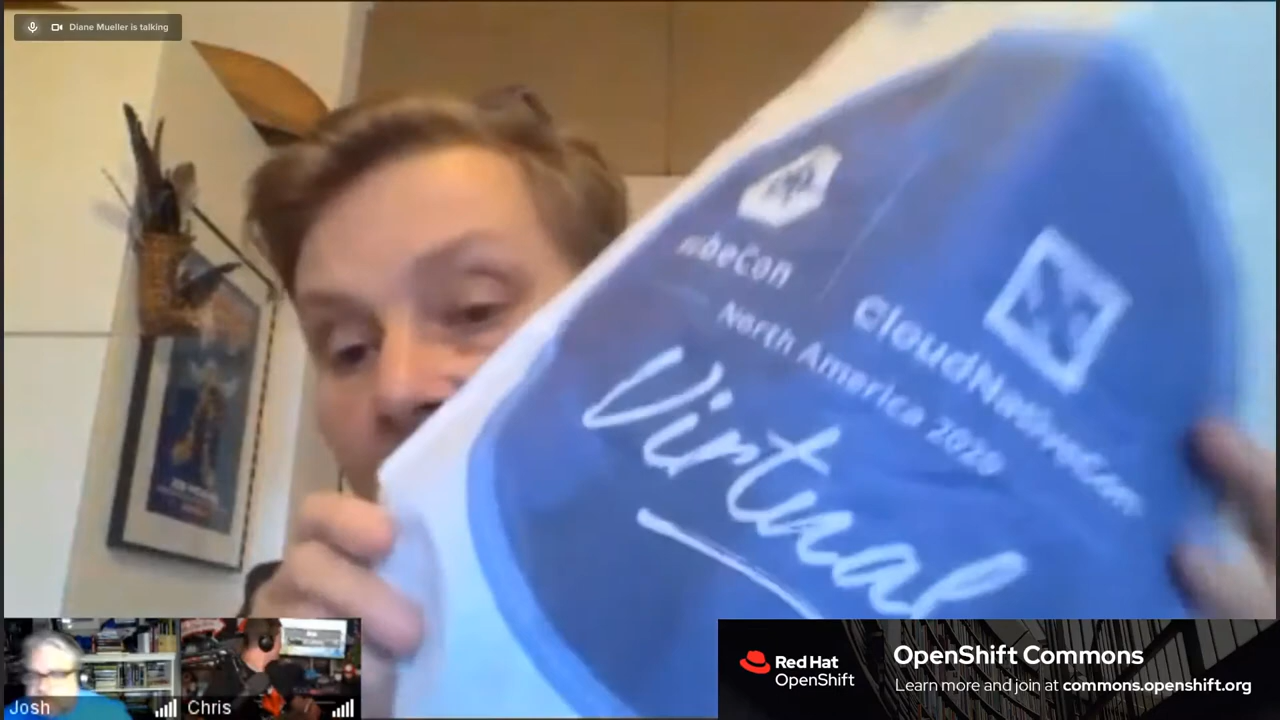 Diane Mueller is talking
KubeCon
CloudNativeCon
North America 2020
Virtual
Josh
Chris
Red Hat
OpenShift
OpenShift Commons
Learn more and join at commons.openshift.org